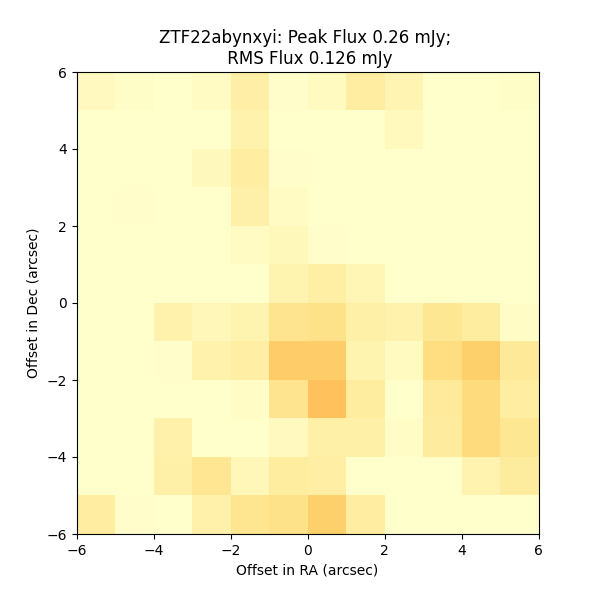 ZTF22abynxyi: Peak Flux 0.26 mJy;
RMS Flux 0.126 mJy
6
4
2
0
−2
−4
−6
Offset in Dec (arcsec)
−6 −4 −2 0 2 4 6
Offset in RA (arcsec)